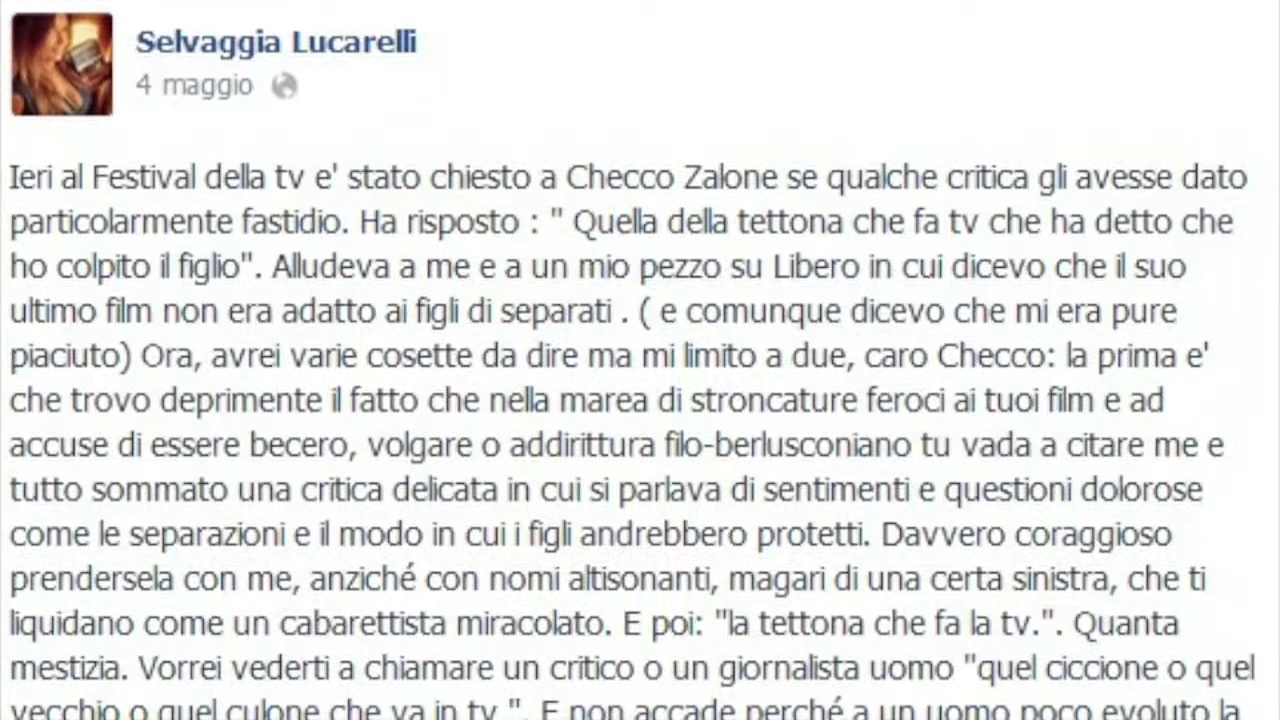 Selvaggia Lucarelli
4 maggio
Ieri al Festival della tv e' stato chiesto a Checco Zalone se qualche critica gli avesse dato
particolarmente fastidio. Ha risposto : " Quella della tettona che fa tv che ha detto che
ho colpito il figlio". Alludeva a me e a un mio pezzo su Libero in cui dicevo che il suo
ultimo film non era adatto ai figli di separati . ( e comunque dicevo che mi era pure
piaciuto) Ora, avrei varie cosette da dire ma mi limito a due, caro Checco: la prima e'
che trovo deprimente il fatto che nella marea di stroncature feroci ai tuoi film e ad
accuse di essere becero, volgare o addirittura filo-berlusconiano tu vada a citare me e
tutto sommato una critica delicata in cui si parlava di sentimenti e questioni dolorose
come le separazioni e il modo in cui i figli andrebbero protetti. Davvero coraggioso
prendersela con me, anziché con nomi altisonanti, magari di una certa sinistra, che ti
liquidano come un cabarettista miracolato. E poi: "la tettona che fa la tv.". Quanta
mestizia. Vorrei vederti a chiamare un critico o un giornalista uomo "quel ciccione o quel
vecchio o quel culone che va in tv ". E non accade perché a un uomo poco evoluto la